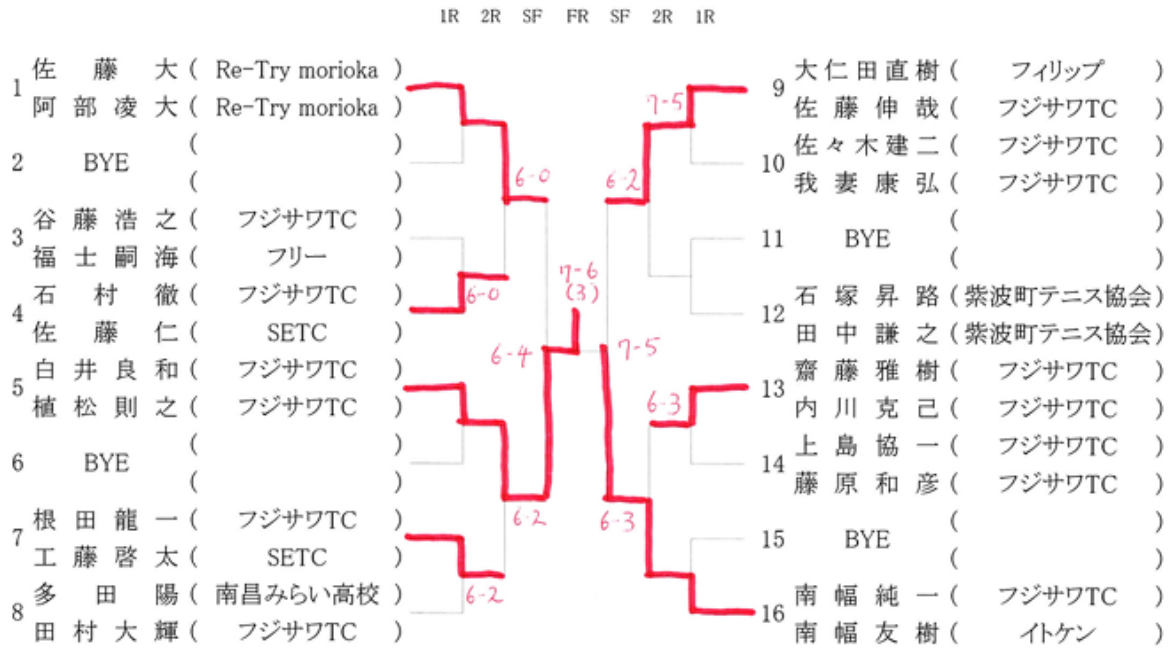 1R 2R SF FR SF 2R 1R
1 佐藤大 ( Re-Try morioka )
阿部凌大 ( Re-Try morioka )
2 BYE ( )
( )
3 谷藤浩之 ( フジサワTC )
福士嗣海 ( フリー )
4 石村徹 ( フジサワTC )
佐藤仁 ( SETC )
5 白井良和 ( フジサワTC )
植松則之 ( フジサワTC )
6 BYE ( )
( )
7 根田龍一 ( フジサワTC )
工藤啓太 ( SETC )
8 多田陽 ( 南昌みらい高校 )
田村大輝 ( フジサワTC )
6-0
6-0
6-4
6-2
6-2
7-6
(3)
7-5
6-2
7-5
6-3
6-3
9 大仁田直樹 ( フィリップ )
佐藤伸哉 ( フジサワTC )
10 佐々木建二 ( フジサワTC )
我妻康弘 ( フジサワTC )
11 BYE ( )
( )
12 石塚昇路 ( 紫波町テニス協会 )
田中謙之 ( 紫波町テニス協会 )
13 齋藤雅樹 ( フジサワTC )
内川克己 ( フジサワTC )
14 上島協一 ( フジサワTC )
藤原和彦 ( フジサワTC )
15 BYE ( )
( )
16 南幅純一 ( フジサワTC )
南幅友樹 ( イトケン )